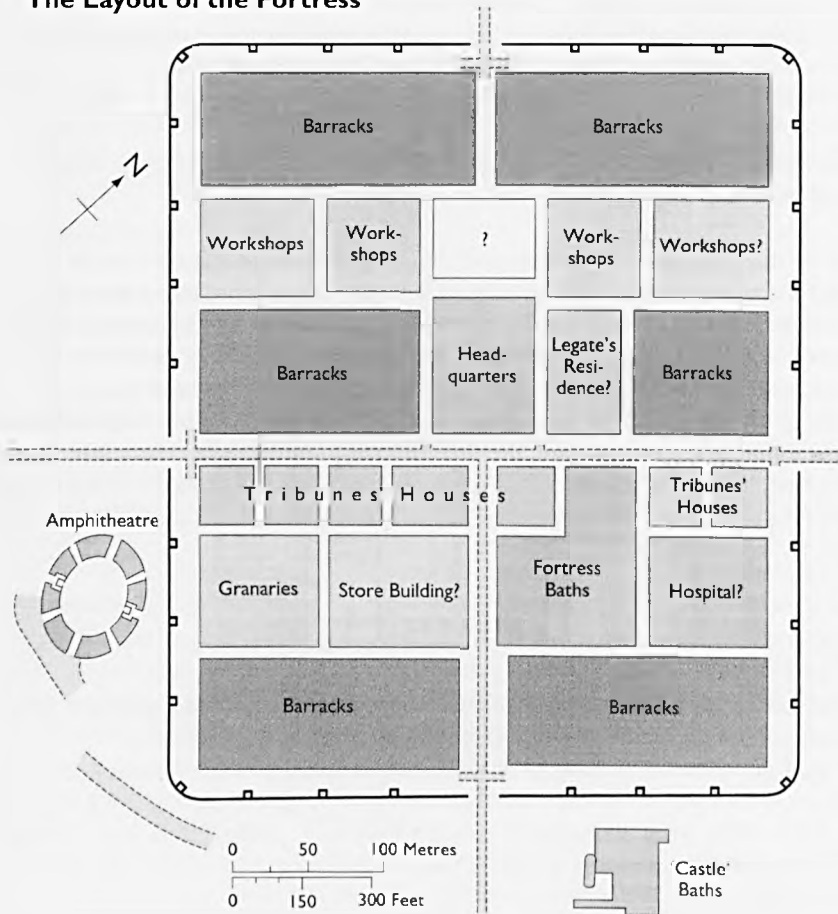 The Layout of the Fortress
Barracks
Barracks
N
Workshops
Work-
shops
?
Work-
shops
Workshops?
Barracks
Head-
quarters
Legate's
Resi-
dence?
Barracks
Tribunes' Houses
Tribunes'
Houses
Amphitheatre
Granaries
Store Building?
Fortress
Baths
Hospital?
Barracks
Barracks
0 50 100 Metres
0 150 300 Feet
'Castle'
Baths